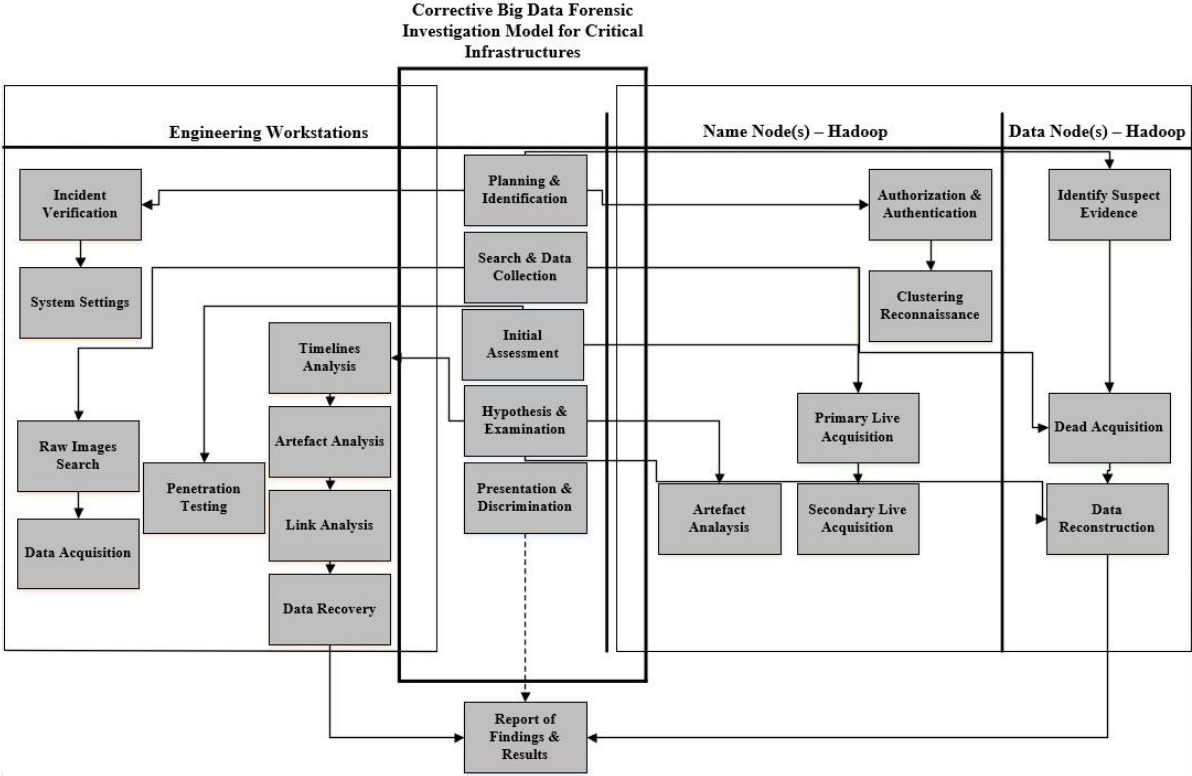 Corrective Big Data Forensic
Investigation Model for Critical
Infrastructures
Engineering Workstations
Name Node(s) – Hadoop
Data Node(s) – Hadoop
Incident
Verification
System Settings
Raw Images
Search
Data Acquisition
Penetration
Testing
Timelines
Analysis
Artefact Analysis
Link Analysis
Data Recovery
Planning &
Identification
Search & Data
Collection
Initial
Assessment
Hypothesis &
Examination
Presentation &
Discrimination
Authorization &
Authentication
Clustering
Reconnaissance
Primary Live
Acquisition
Artefact
Analaysis
Secondary Live
Acquisition
Identify Suspect
Evidence
Dead Acquisition
Data
Reconstruction
Report of
Findings &
Results